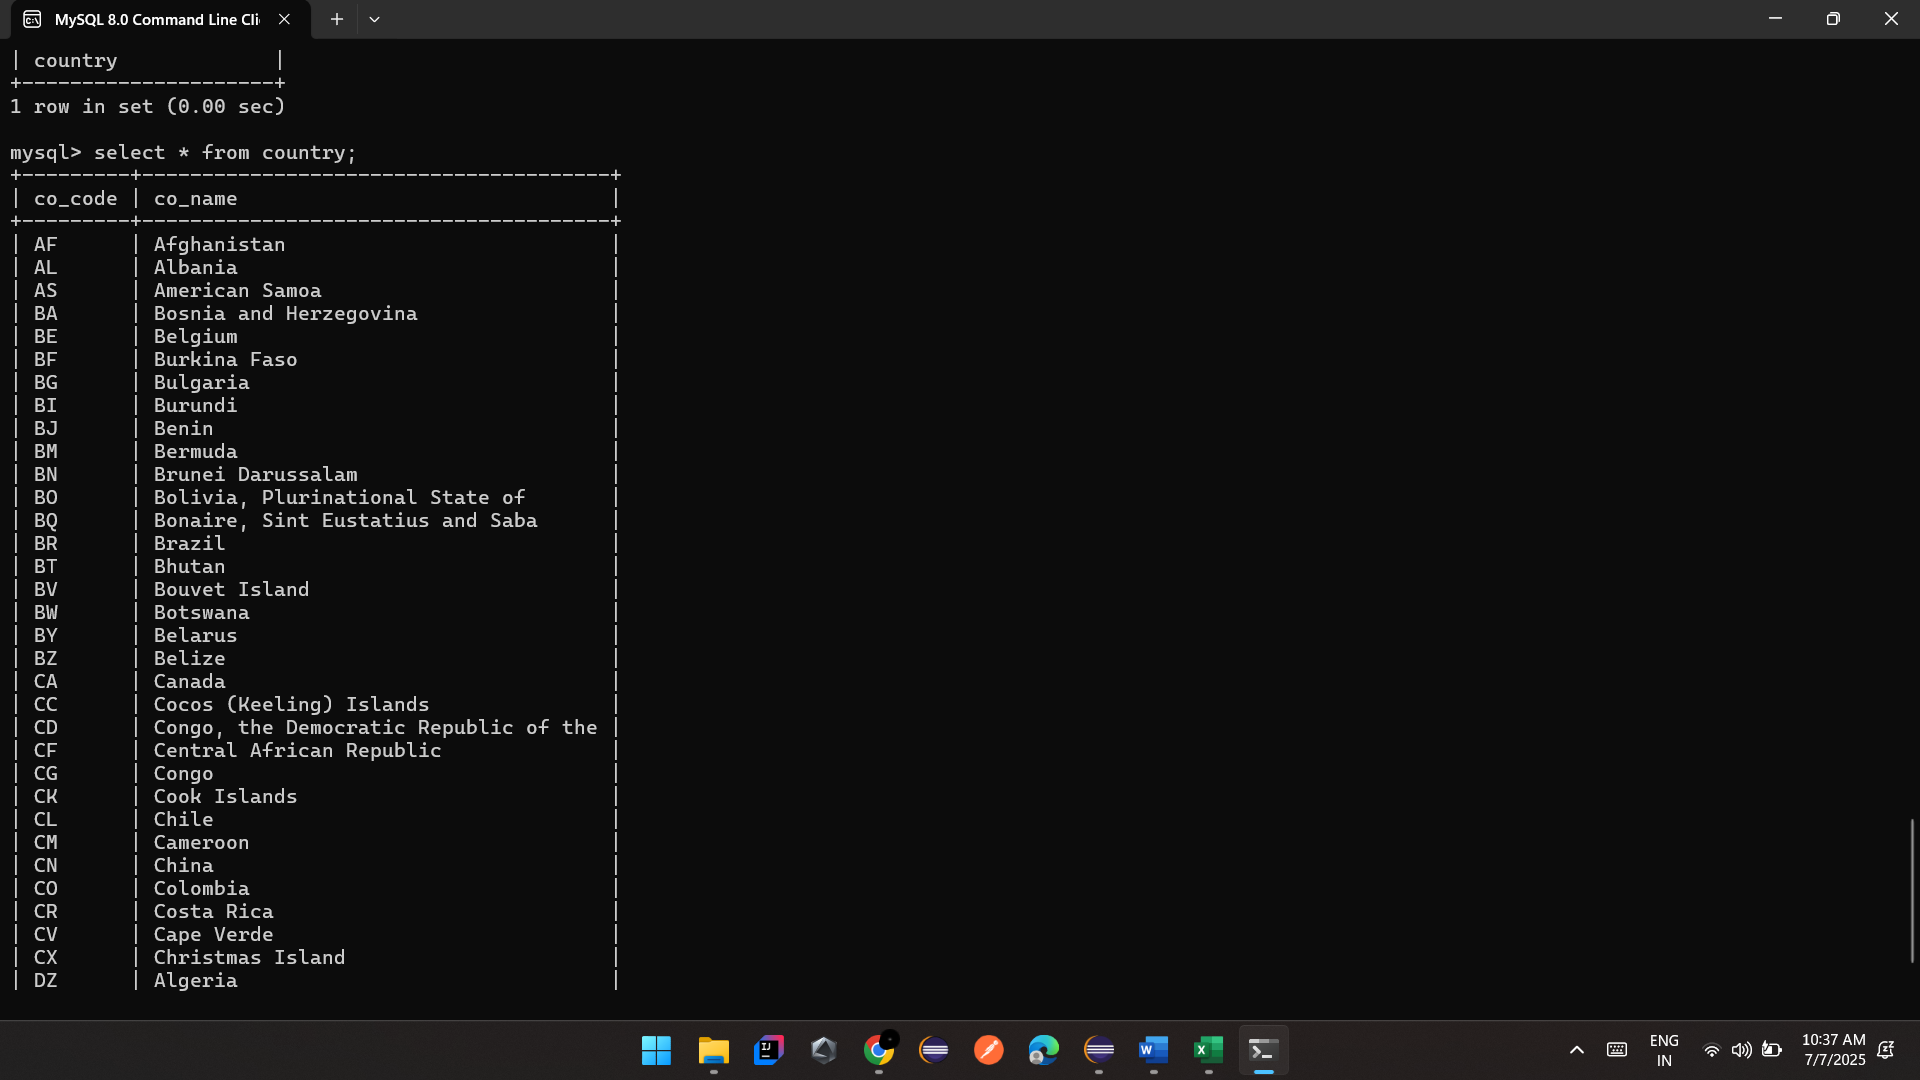 MySQL 8.0 Command Line Cli
| country             |
+---------------------+
1 row in set (0.00 sec)
mysql> select * from country;
+---------+---------------------------------------+
| co_code | co_name                               |
+---------+---------------------------------------+
| AF      | Afghanistan                           |
| AL      | Albania                               |
| AS      | American Samoa                        |
| BA      | Bosnia and Herzegovina                |
| BE      | Belgium                               |
| BF      | Burkina Faso                          |
| BG      | Bulgaria                              |
| BI      | Burundi                               |
| BJ      | Benin                                 |
| BM      | Bermuda                               |
| BN      | Brunei Darussalam                     |
| BO      | Bolivia, Plurinational State of       |
| BQ      | Bonaire, Sint Eustatius and Saba      |
| BR      | Brazil                                |
| BT      | Bhutan                                |
| BV      | Bouvet Island                         |
| BW      | Botswana                              |
| BY      | Belarus                               |
| BZ      | Belize                                |
| CA      | Canada                                |
| CC      | Cocos (Keeling) Islands               |
| CD      | Congo, the Democratic Republic of the |
| CF      | Central African Republic              |
| CG      | Congo                                 |
| CK      | Cook Islands                          |
| CL      | Chile                                 |
| CM      | Cameroon                              |
| CN      | China                                 |
| CO      | Colombia                              |
| CR      | Costa Rica                            |
| CV      | Cape Verde                            |
| CX      | Christmas Island                      |
| DZ      | Algeria                               |
ENG
IN
10:37 AM
7/7/2025